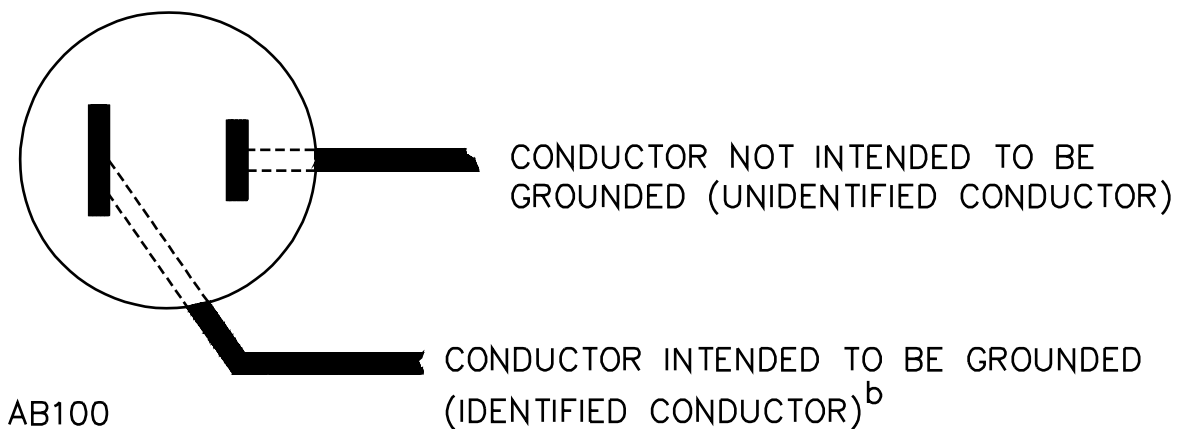 CONDUCTOR NOT INTENDED TO BE
GROUNDED (UNIDENTIFIED CONDUCTOR)
CONDUCTOR INTENDED TO BE GROUNDED
(IDENTIFIED CONDUCTOR)b
AB100